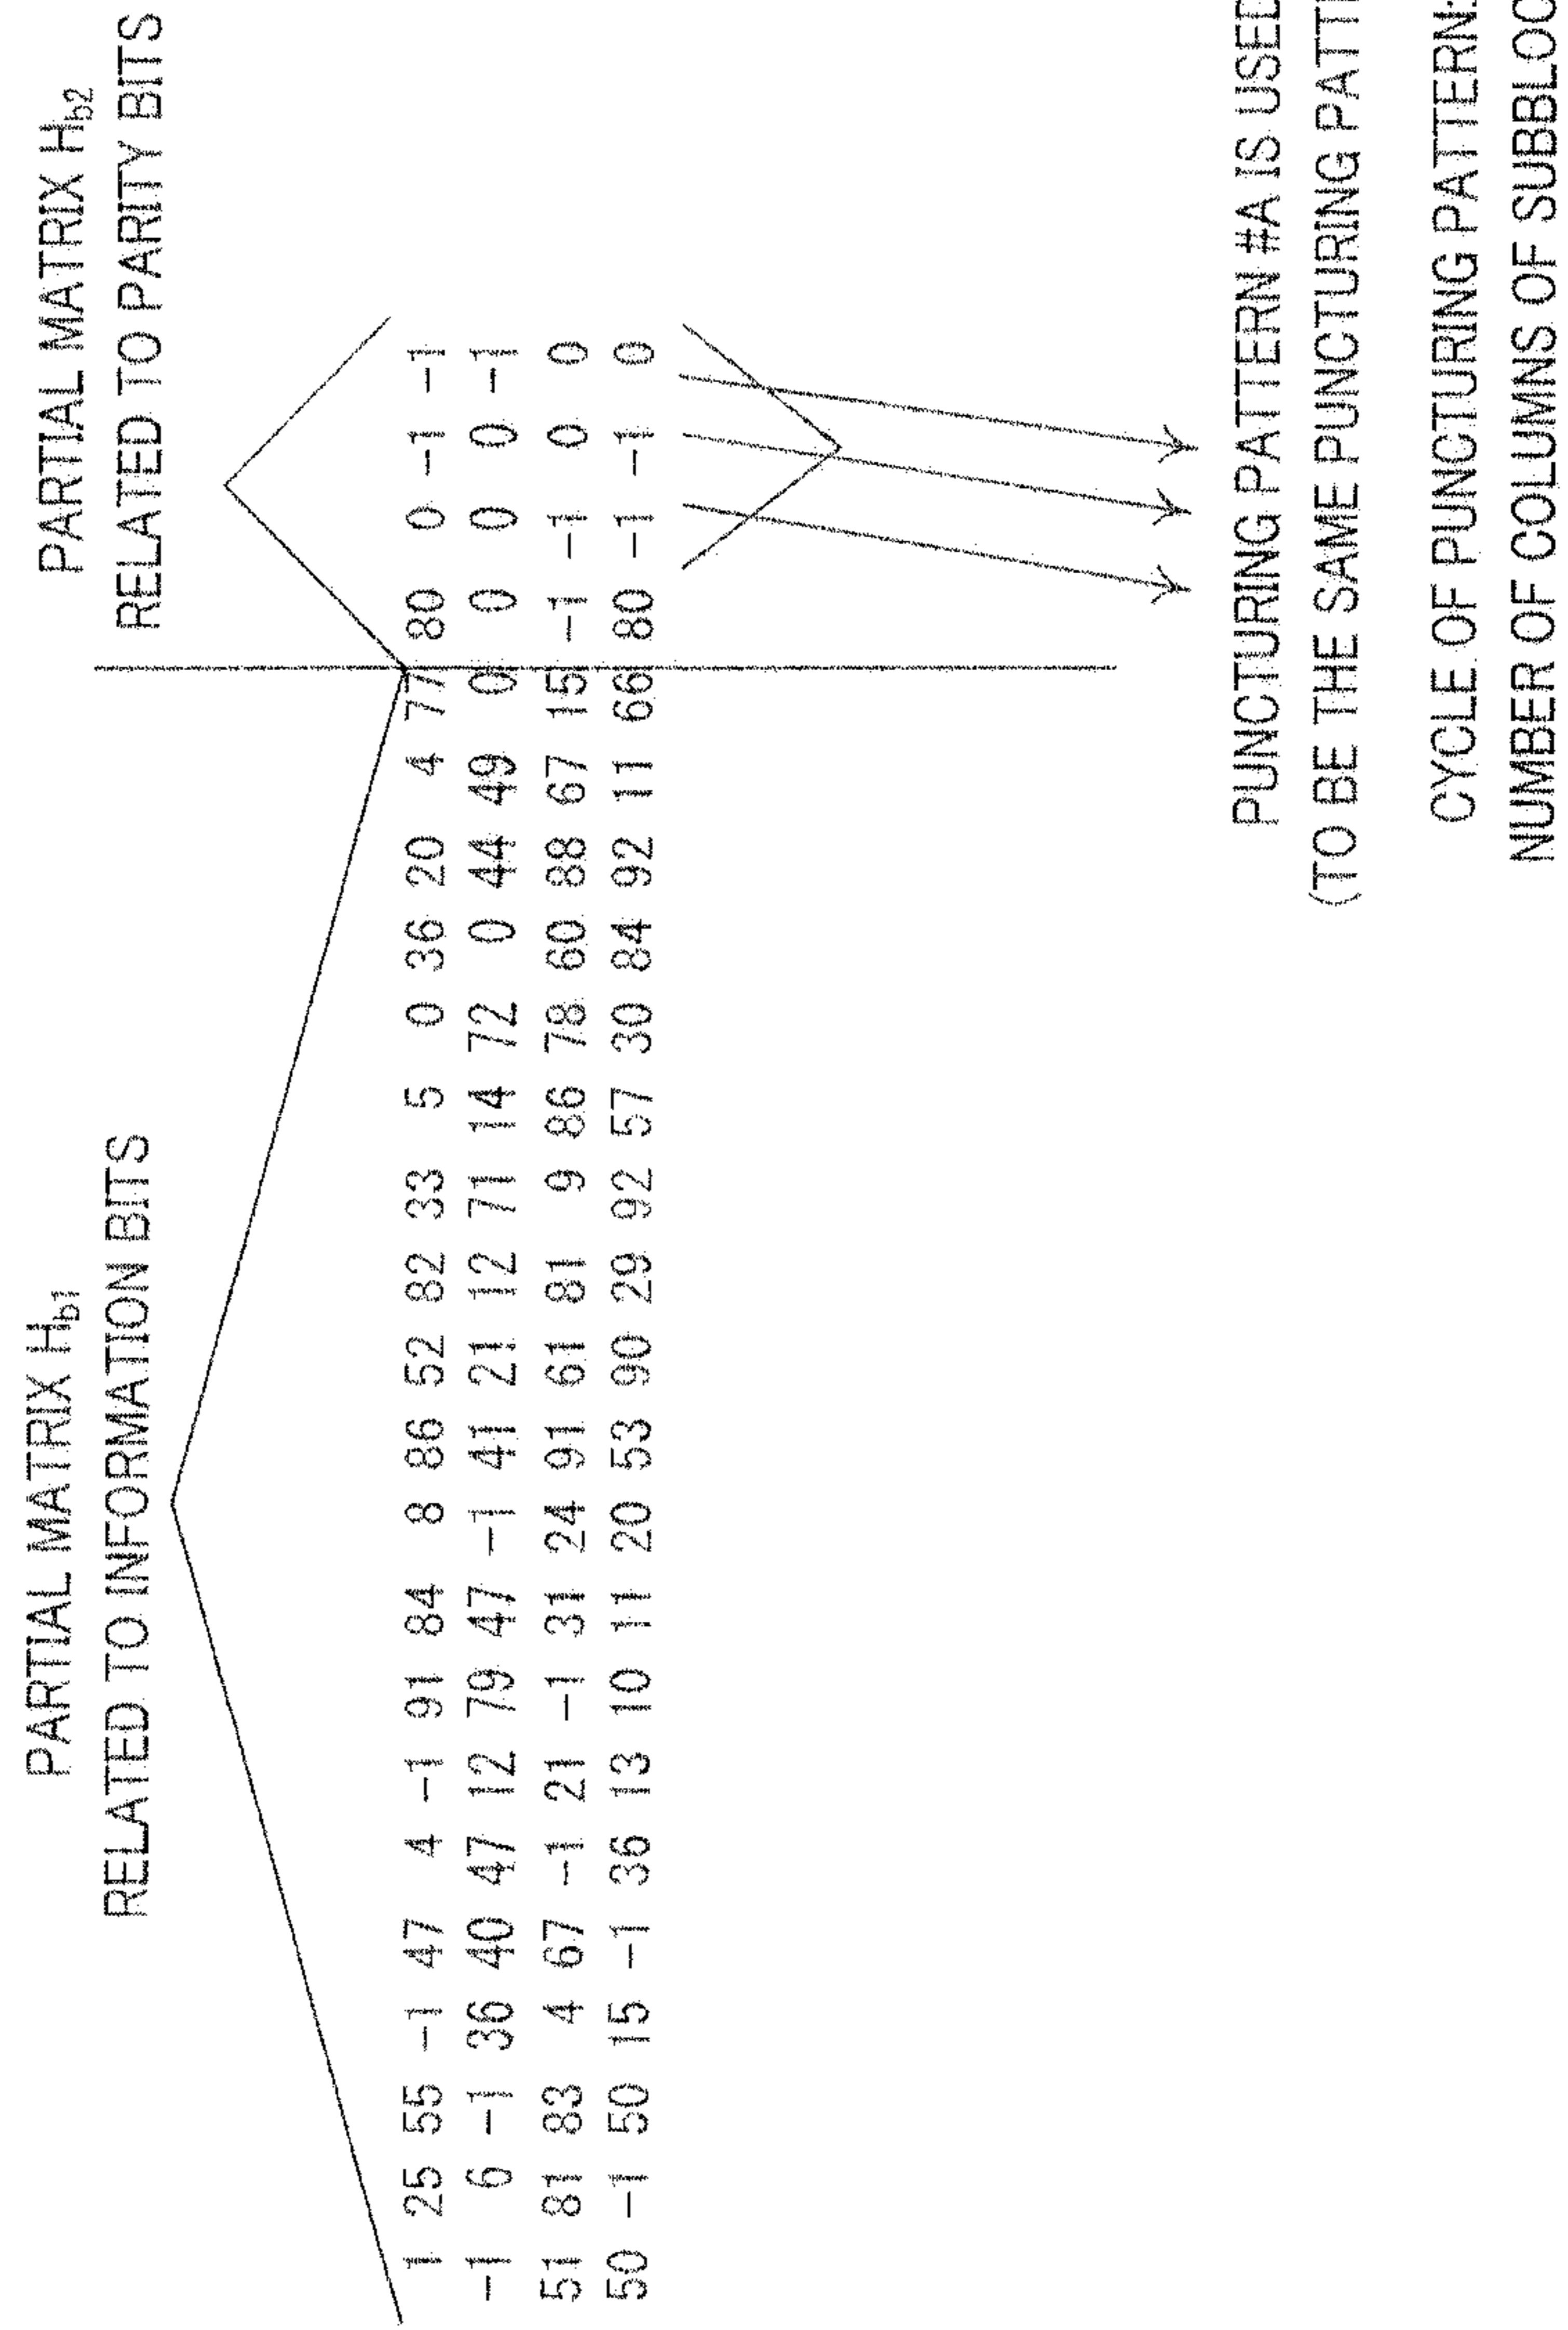 PARTIAL MATRIX Hb1
RELATED TO INFORMATION BITS
PARTIAL MATRIX Hb2
RELATED TO PARITY BITS
1 25 55 −1 47 4 −1 91 84 8 86 52 82 33 5 0 36 20 4 77 80 0 −1 −1
−1 6 −1 36 40 47 12 79 47 −1 41 21 12 71 14 72 0 44 49 0 0 0 0 −1
51 81 83 4 67 −1 21 −1 31 24 91 61 81 9 86 78 60 88 67 15 −1 −1 0 0
50 −1 50 15 −1 36 13 10 11 20 53 90 29 92 57 30 84 92 11 66 80 −1 −1 0
PUNCTURING PATTERN #A IS USED
(TO BE THE SAME PUNCTURING PATT
CYCLE OF PUNCTURING PATTERN:
NUMBER OF COLUMNS OF SUBBLOC